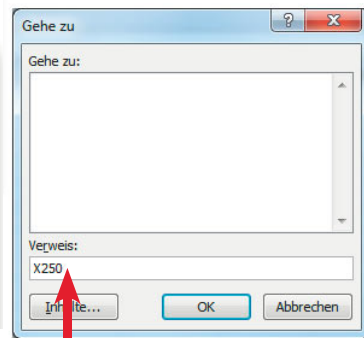 Gehe zu
Gehe zu:
Verweis:
X250
Inhalte...
OK
Abbrechen